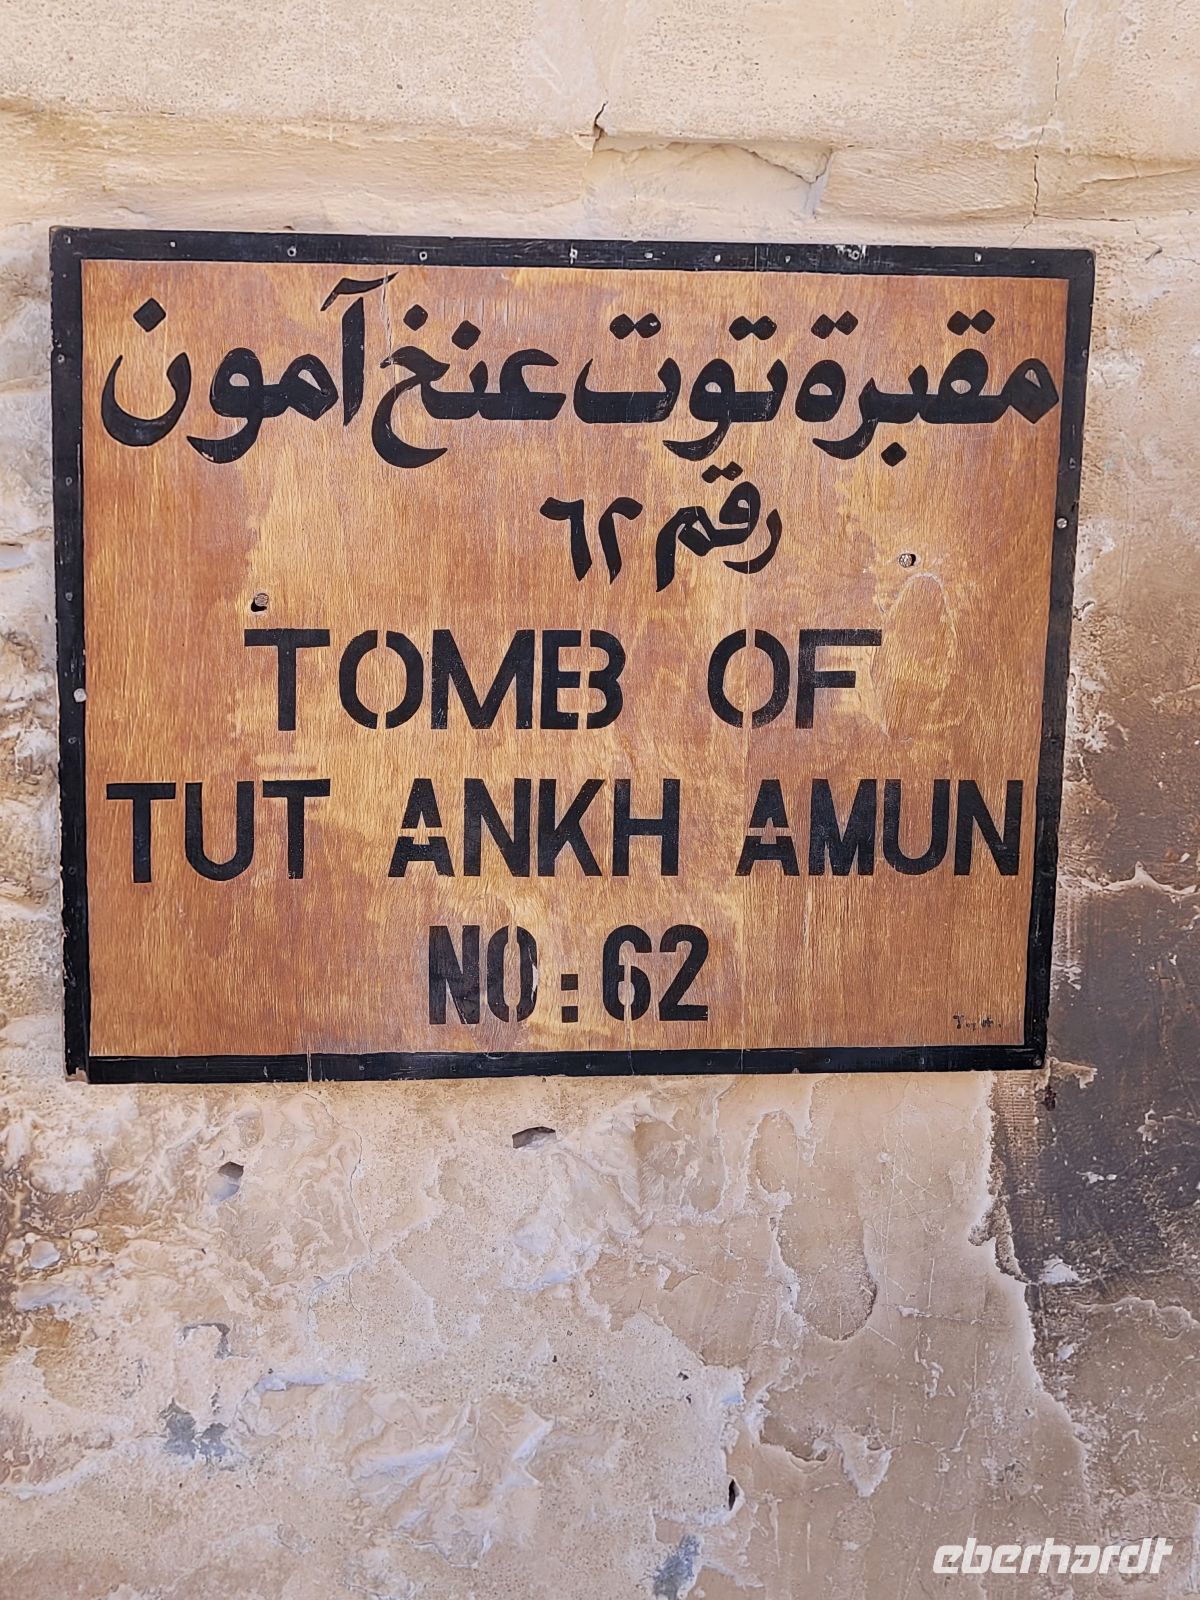 مقبرة توت عنخ آمون
رقم ٦٢
TOMB OF
TUT ANKH AMUN
NO: 62
eberhardt